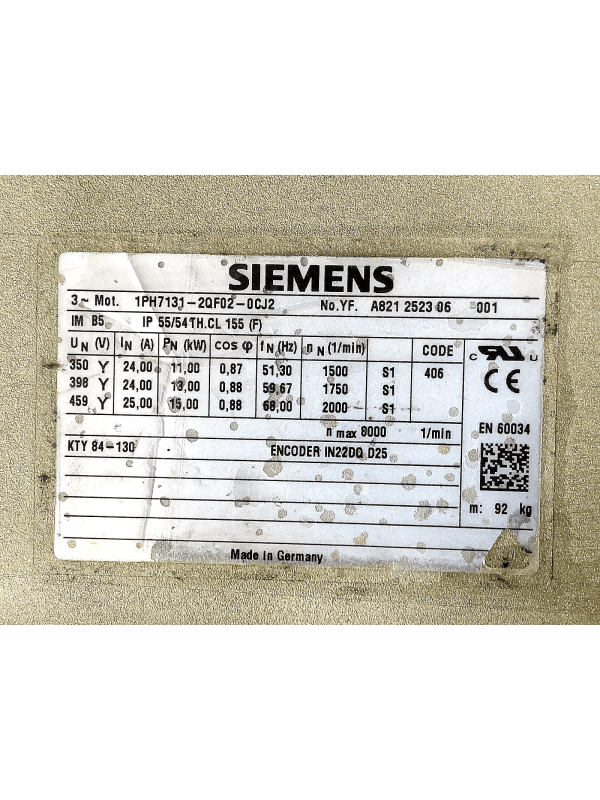 SIEMENS
3~ Mot. 1PH7131-2QF02-0CJ2 No.YF. A821 2523 06 001
IM B5 IP 55/54 TH.CL 155 (F)
UN (V) IN (A) PN (kW) cos φ fN (Hz) nN (1/min) CODE
350 Y 24,00 11,00 0,87 51,30 1500 S1 406
398 Y 24,00 13,00 0,88 59,67 1750 S1
459 Y 25,00 15,00 0,88 68,00 2000 S1
c RU US
CE
n max 8000 1/min EN 60034
KTY 84-130 ENCODER IN22DQ D25
m: 92 kg
Made in Germany